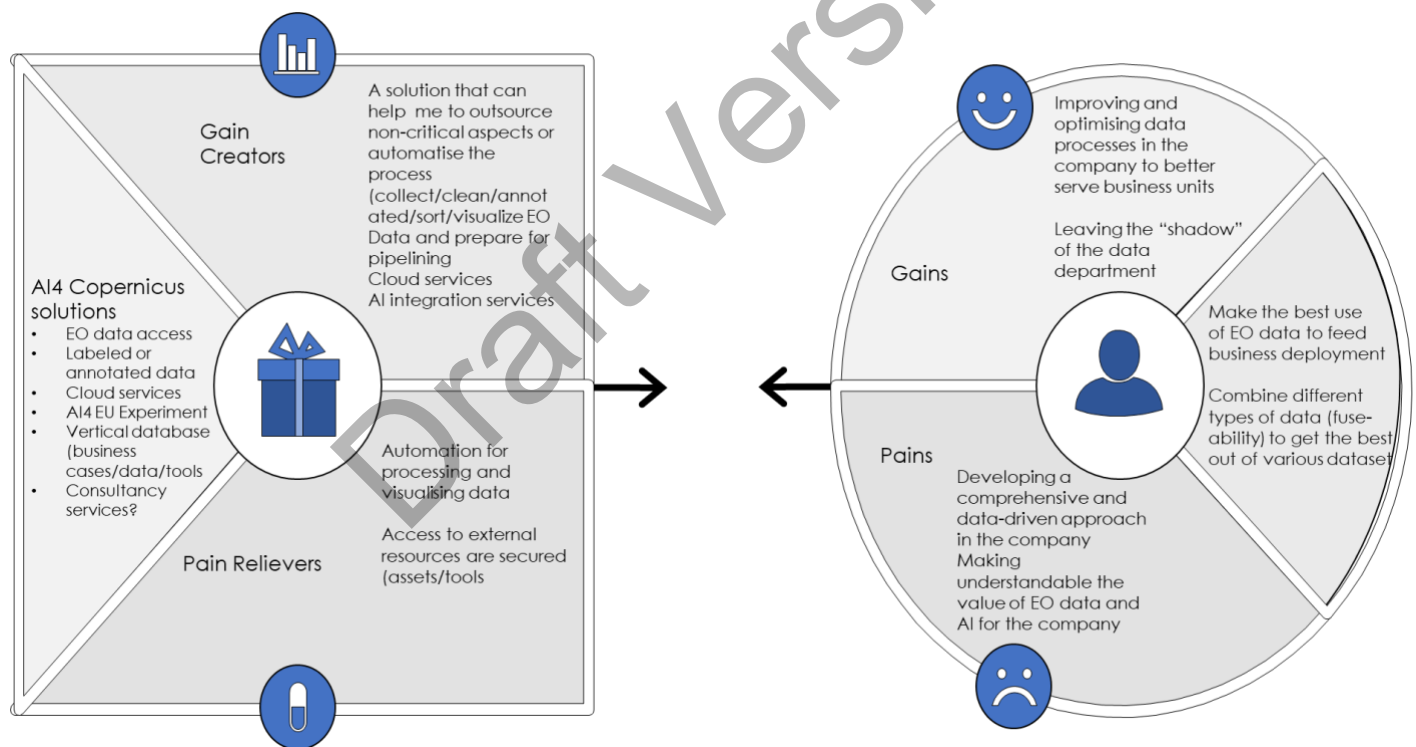 Gain
Creators
A solution that can
help me to outsource
non-critical aspects or
automatise the
process
(collect/clean/annot
ated/sort/visualize EO
Data and prepare for
pipelining
Cloud services
AI integration services
AI4 Copernicus
solutions
• EO data access
• Labeled or
annotated data
• Cloud services
• AI4 EU Experiment
• Vertical database
(business
cases/data/tools
• Consultancy
services?
Automation for
processing and
visualising data
Access to external
resources are secured
(assets/tools
Pain Relievers
Improving and
optimising data
processes in the
company to better
serve business units
Leaving the “shadow”
of the data
department
Gains
Make the best use
of EO data to feed
business deployment
Combine different
types of data (fuse-
ability) to get the best
out of various dataset
Pains
Developing a
comprehensive and
data-driven approach
in the company
Making
understandable the
value of EO data and
AI for the company
Draft Versi